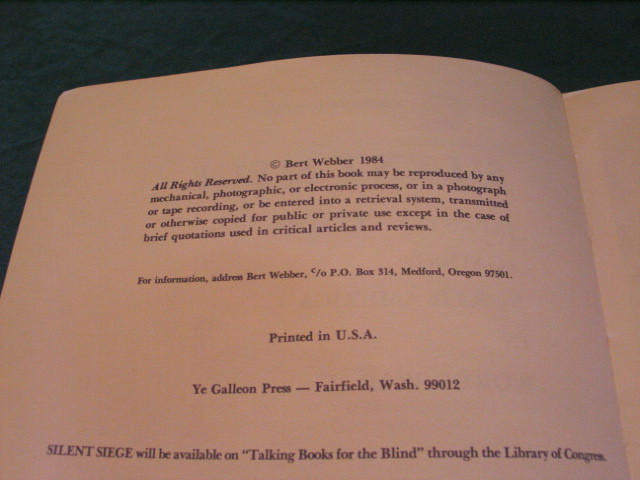 © Bert Webber 1984
All Rights Reserved. No part of this book may be reproduced by any
mechanical, photographic, or electronic process, or in a photograph
or tape recording, or be entered into a retrieval system, transmitted
or otherwise copied for public or private use except in the case of
brief quotations used in critical articles and reviews.
For information, address Bert Webber, c/o P.O. Box 314, Medford, Oregon 97501.
Printed in U.S.A.
Ye Galleon Press — Fairfield, Wash. 99012
SILENT SIEGE will be available on "Talking Books for the Blind" through the Library of Congress.